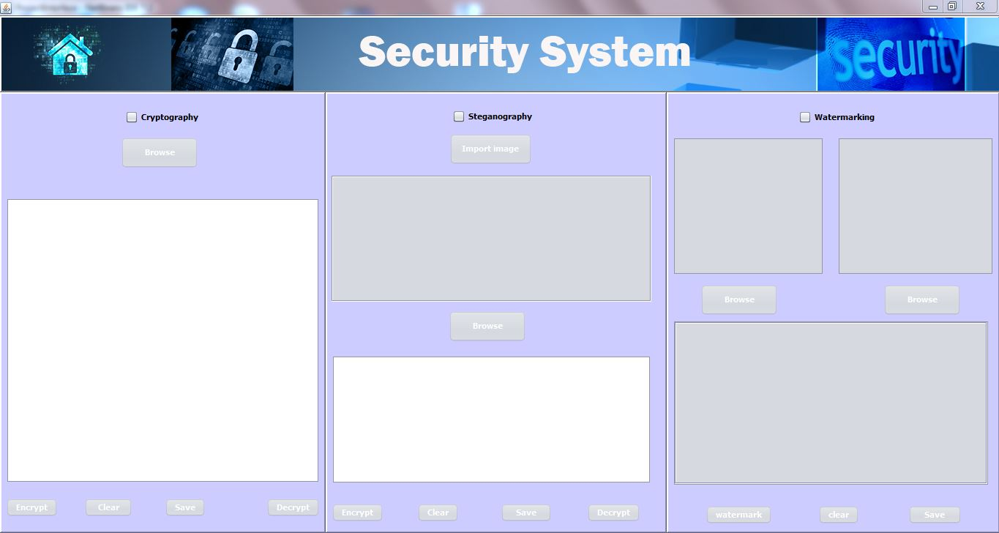 Security System
security
Cryptography
Browse
Encrypt
Clear
Save
Decrypt
Steganography
Import image
Browse
Encrypt
Clear
Save
Decrypt
Watermarking
Browse
Browse
watermark
clear
Save